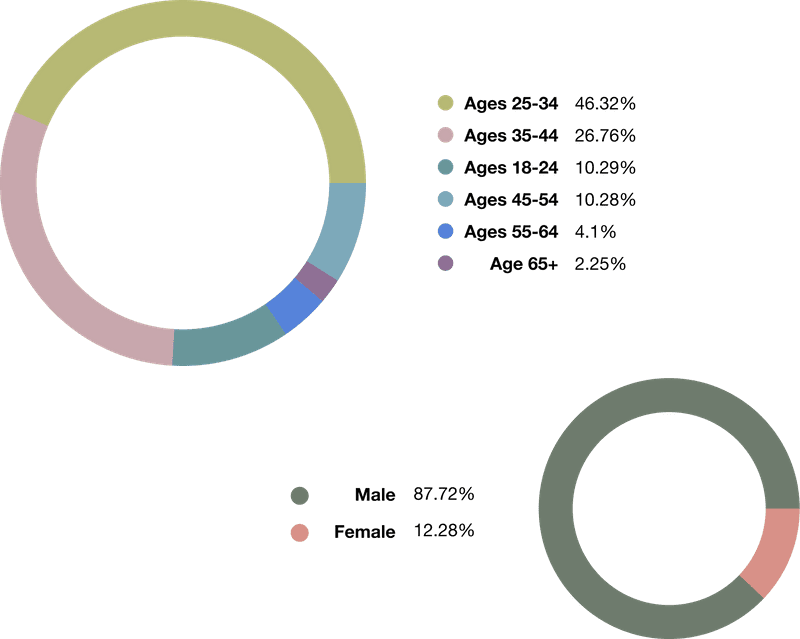 Ages 25-34 46.32%
Ages 35-44 26.76%
Ages 18-24 10.29%
Ages 45-54 10.28%
Ages 55-64 4.1%
Age 65+ 2.25%
Male 87.72%
Female 12.28%